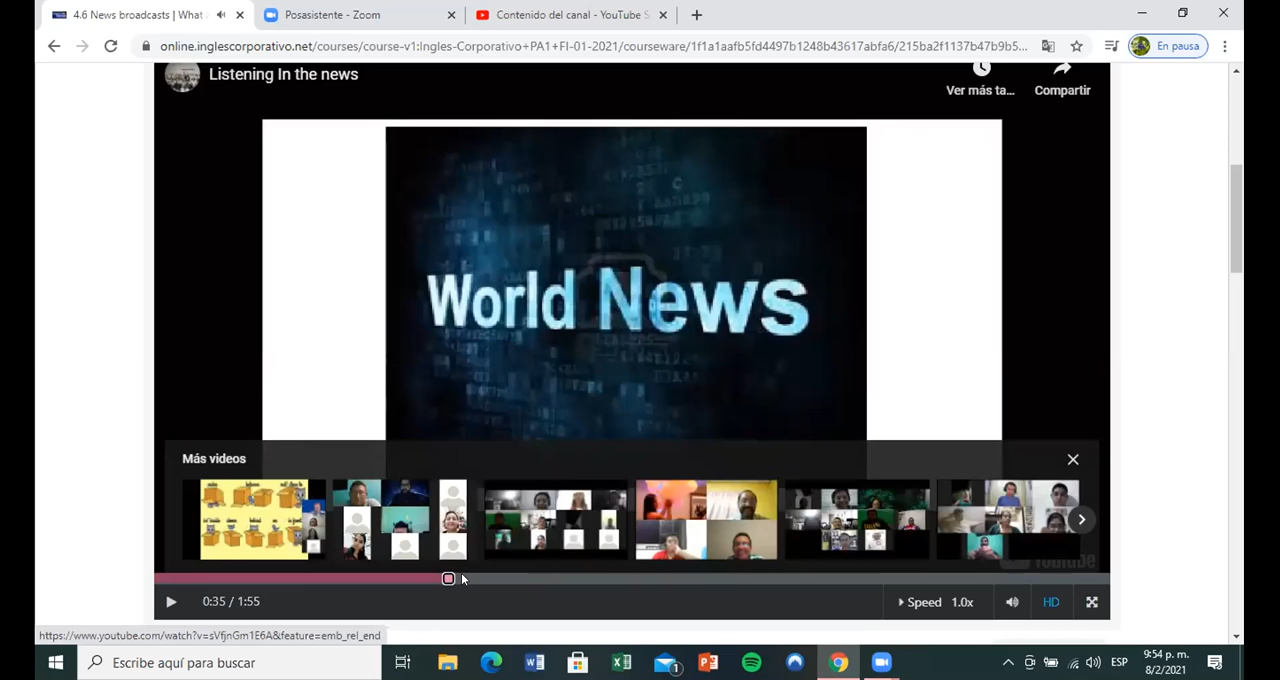 4.6 News broadcasts | What
Posasistente - Zoom
Contenido del canal - YouTube S
online.inglescorporativo.net/courses/course-v1:Ingles-Corporativo+PA1+FI-01-2021/courseware/1f1a1aafb5fd4497b1248b43617abfa6/215ba2f1137b47b9b5...
En pausa
Listening In the news
Ver más ta...
Compartir
World News
Más videos
YouTube
0:35 / 1:55
Speed 1.0x
HD
https://www.youtube.com/watch?v=sVfjnGm1E6A&feature=emb_rel_end
Escribe aquí para buscar
1
ESP
9:54 p. m.
8/2/2021